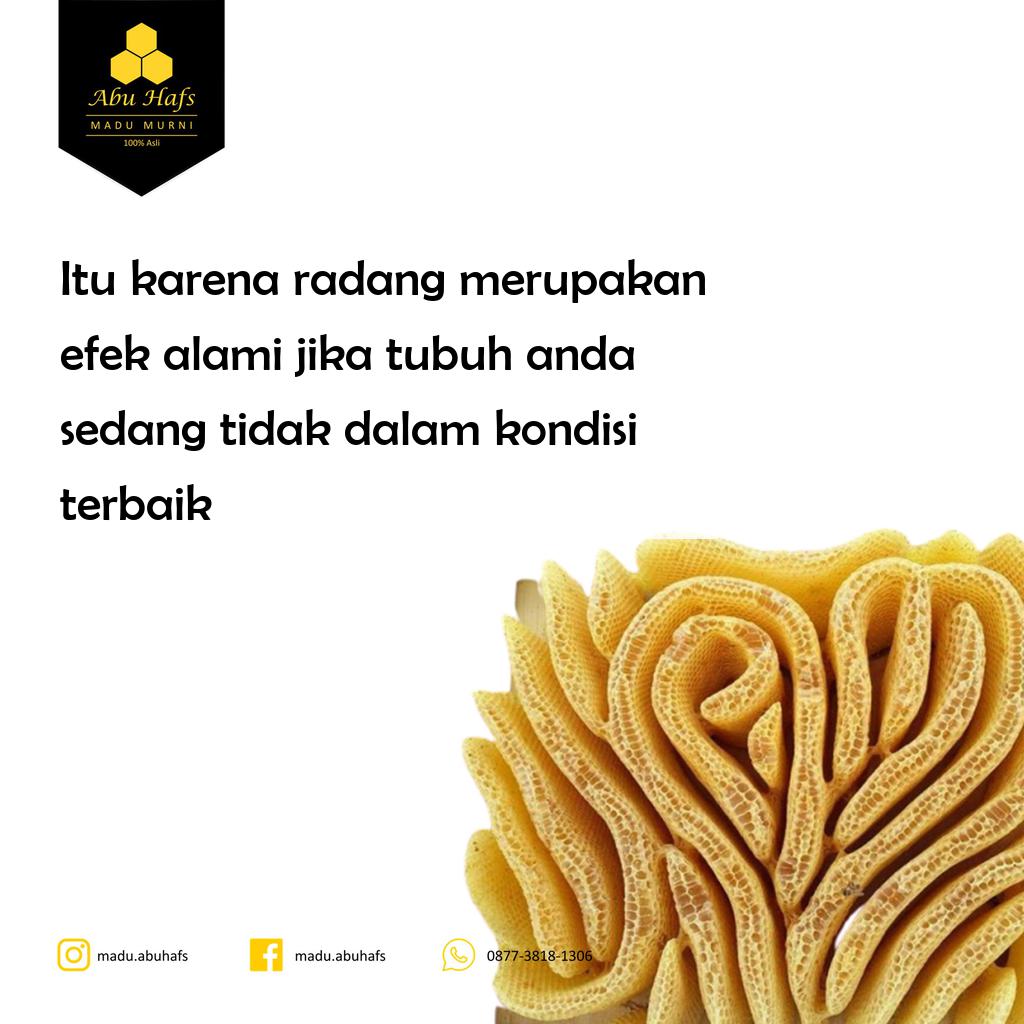 Abu Hafs
MADU MURNI
100% Asli
Itu karena radang merupakan
efek alami jika tubuh anda
sedang tidak dalam kondisi
terbaik
madu.abuhafs
madu.abuhafs
0877-3818-1306